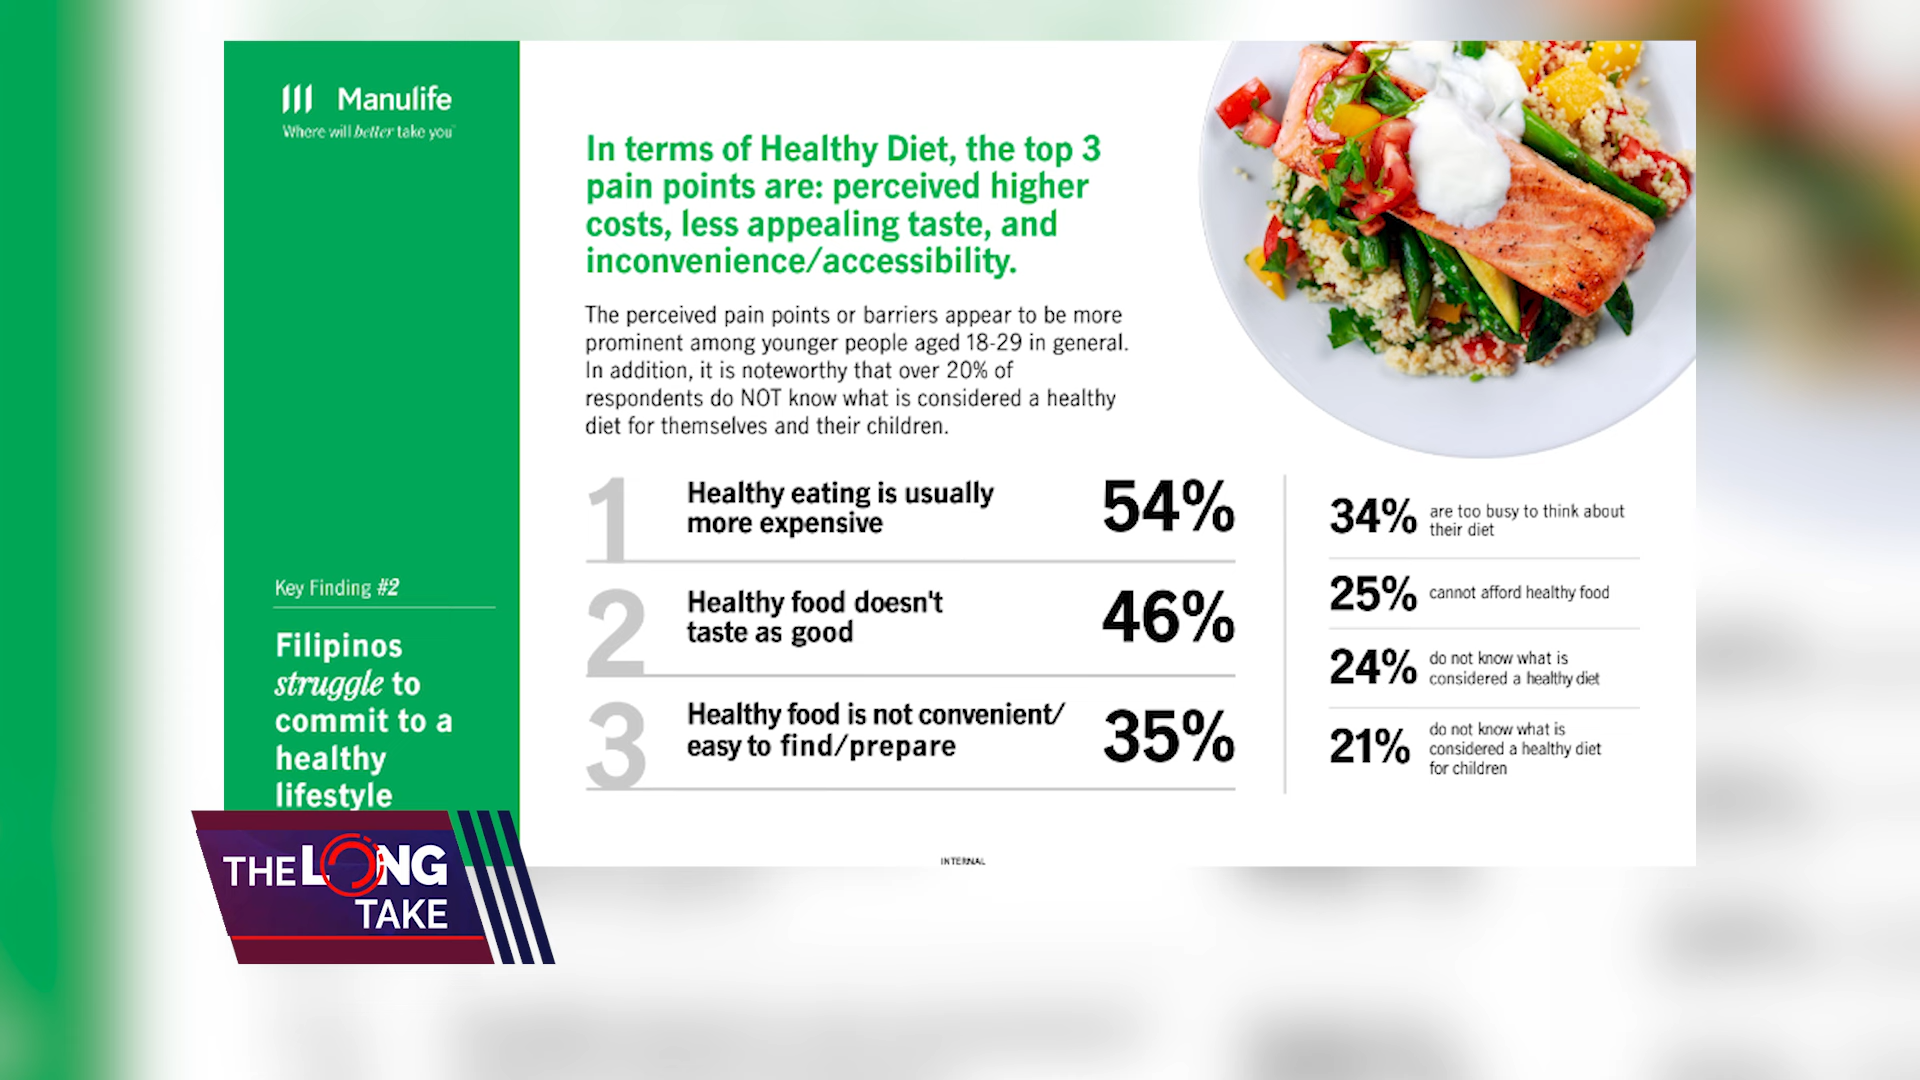 Manulife
Where will better take you
Key Finding #2
Filipinos
struggle to
commit to a
healthy
lifestyle
In terms of Healthy Diet, the top 3
pain points are: perceived higher
costs, less appealing taste, and
inconvenience/accessibility.
The perceived pain points or barriers appear to be more
prominent among younger people aged 18-29 in general.
In addition, it is noteworthy that over 20% of
respondents do NOT know what is considered a healthy
diet for themselves and their children.
1
Healthy eating is usually
more expensive
54%
2
Healthy food doesn't
taste as good
46%
3
Healthy food is not convenient/
easy to find/prepare
35%
34%
are too busy to think about
their diet
25%
cannot afford healthy food
24%
do not know what is
considered a healthy diet
21%
do not know what is
considered a healthy diet
for children
INTERNAL
THE LONG
TAKE